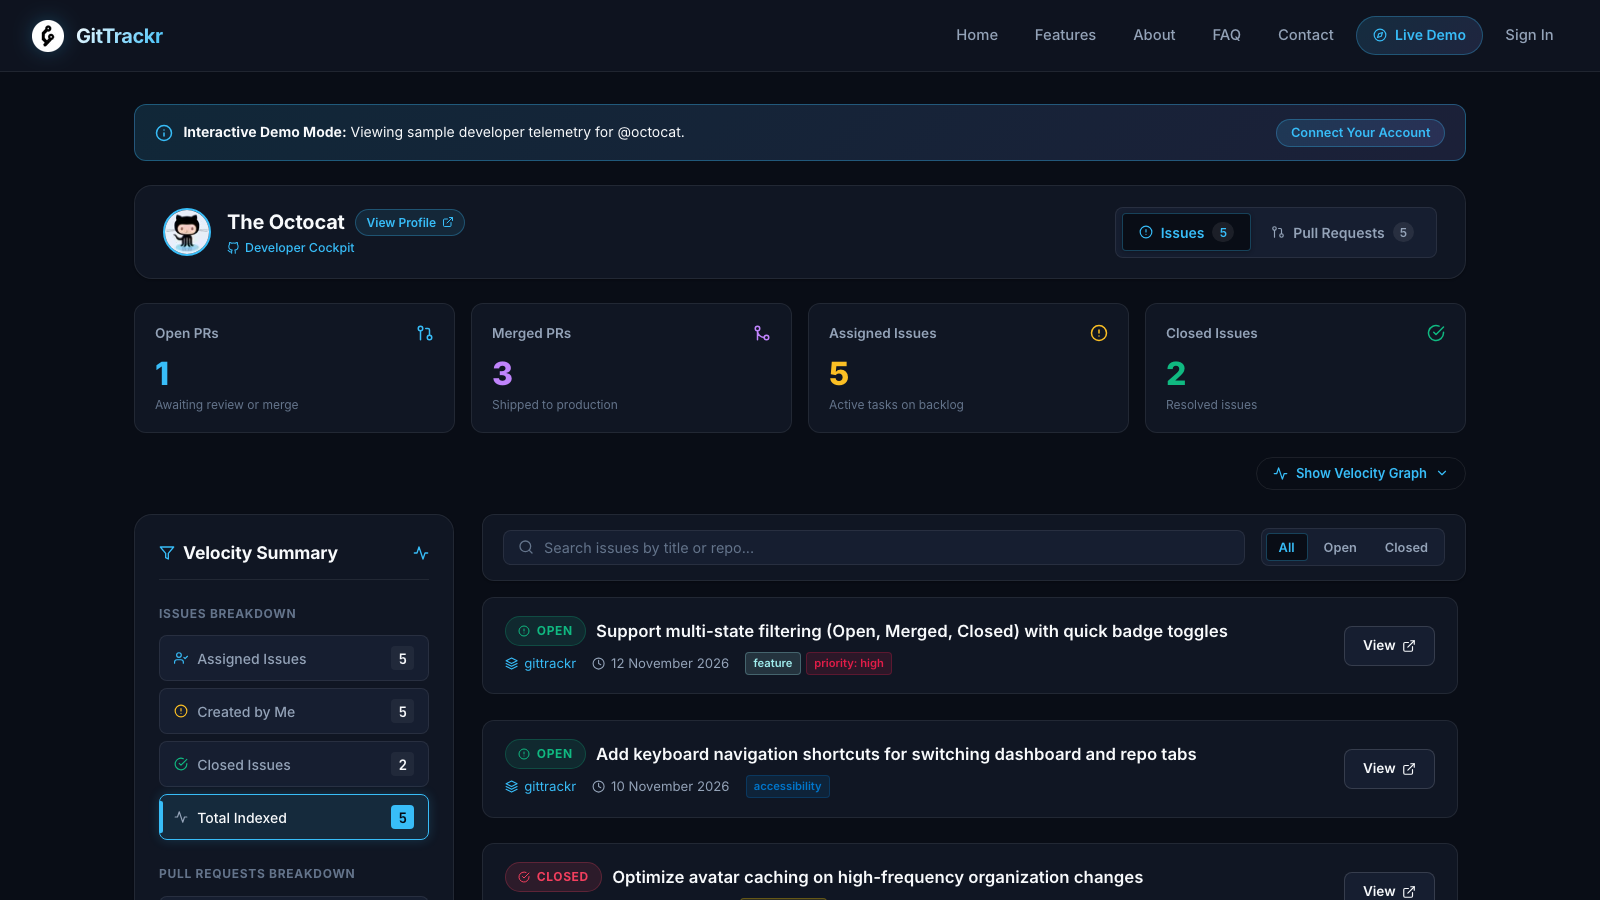 GitTrackr
Home
Features
About
FAQ
Contact
Live Demo
Sign In
Interactive Demo Mode: Viewing sample developer telemetry for @octocat.
Connect Your Account
The Octocat
View Profile
Developer Cockpit
Issues 5
Pull Requests 5
Open PRs
1
Awaiting review or merge
Merged PRs
3
Shipped to production
Assigned Issues
5
Active tasks on backlog
Closed Issues
2
Resolved issues
Show Velocity Graph
Velocity Summary
ISSUES BREAKDOWN
Assigned Issues 5
Created by Me 5
Closed Issues 2
Total Indexed 5
PULL REQUESTS BREAKDOWN
Search issues by title or repo...
All
Open
Closed
OPEN Support multi-state filtering (Open, Merged, Closed) with quick badge toggles
gittrackr 12 November 2026 feature priority: high
View
OPEN Add keyboard navigation shortcuts for switching dashboard and repo tabs
gittrackr 10 November 2026 accessibility
View
CLOSED Optimize avatar caching on high-frequency organization changes
View